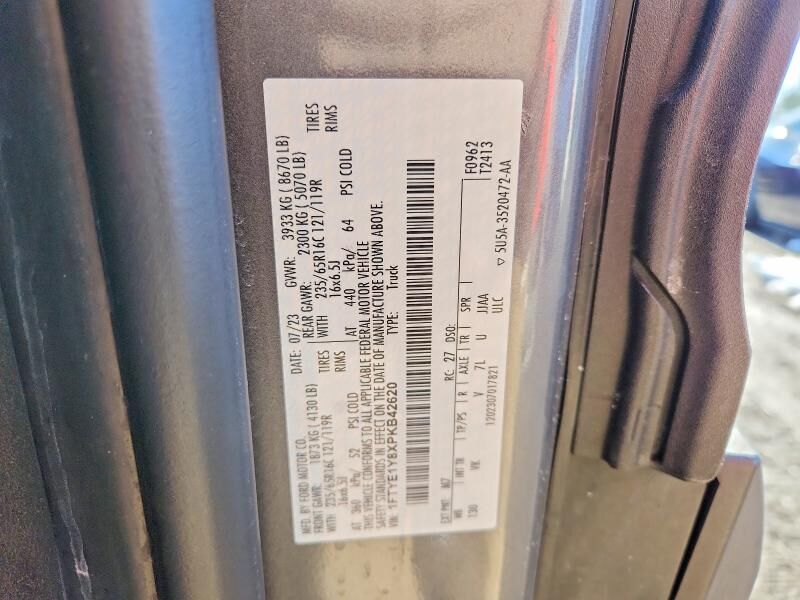 MFD. BY FORD MOTOR CO.
DATE: 07/23 GVWR: 3933 KG ( 8670 LB)
FRONT GAWR: 1873 KG ( 4130 LB) REAR GAWR: 2300 KG ( 5070 LB)
WITH 235/65R16C 121/119R TIRES WITH 235/65R16C 121/119R TIRES
16x6.5J RIMS 16x6.5J RIMS
AT 360 kPa/ 52 PSI COLD AT 440 kPa/ 64 PSI COLD
THIS VEHICLE CONFORMS TO ALL APPLICABLE FEDERAL MOTOR VEHICLE
SAFETY STANDARDS IN EFFECT ON THE DATE OF MANUFACTURE SHOWN ABOVE.
VIN: 1FTYE1Y8XPKB42620 TYPE: Truck
EXT PNT: M7 RC: 27 DSO: F0962
WB INT TR TP/PS R AXLE TR SPR T2413
130 VK V 7L U JJAA
ULC
1202307017821 ▽ 5U5A-3520472-AA